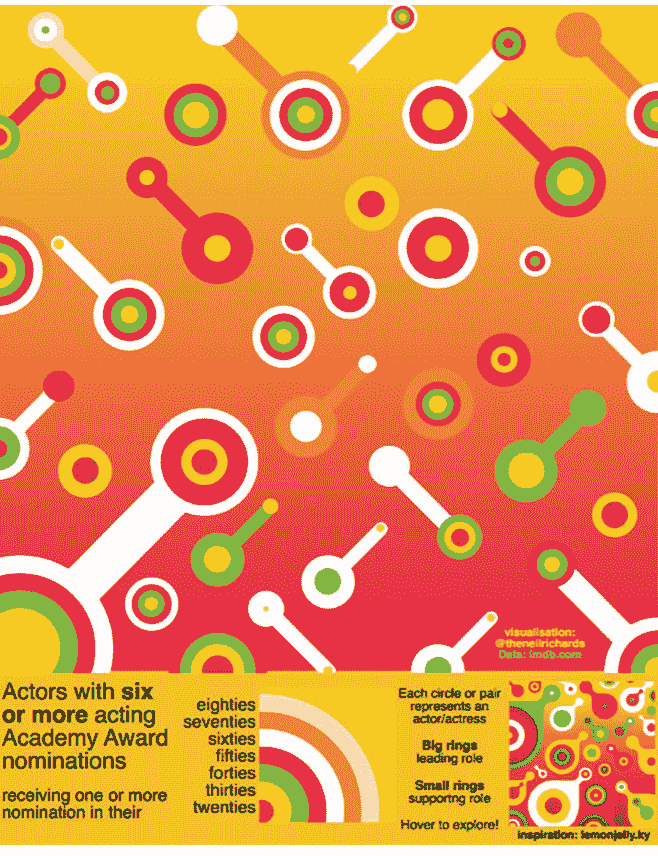 visualisation:
@theneilrichards
Data: imdb.com
Actors with six
or more acting
Academy Award
nominations
receiving one or more
nomination in their
eighties
seventies
sixties
fifties
forties
thirties
twenties
Each circle or pair
represents an
actor/actress
Big rings
leading role
Small rings
supportng role
Hover to explore!
inspiration: lemonjelly.ky